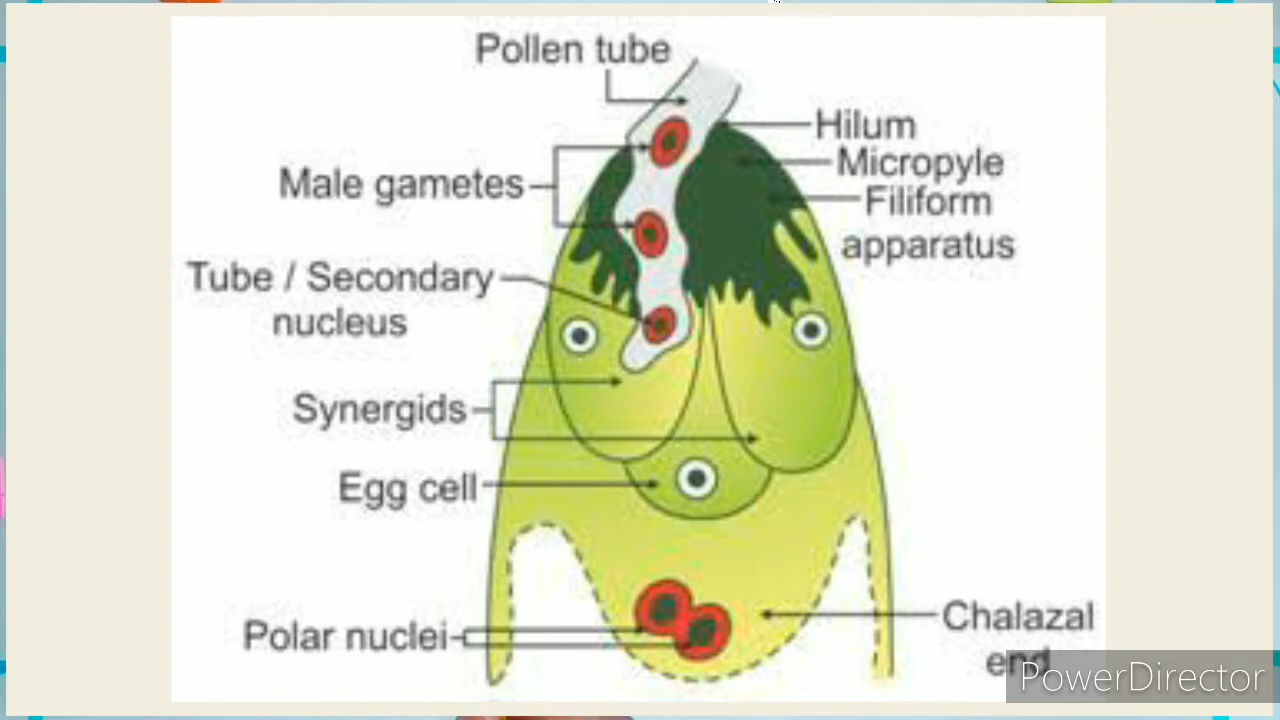 Pollen tube
Hilum
Micropyle
Male gametes
Filiform
apparatus
Tube / Secondary
nucleus
Synergids
Egg cell
Polar nuclei
Chalazal
end
PowerDirector